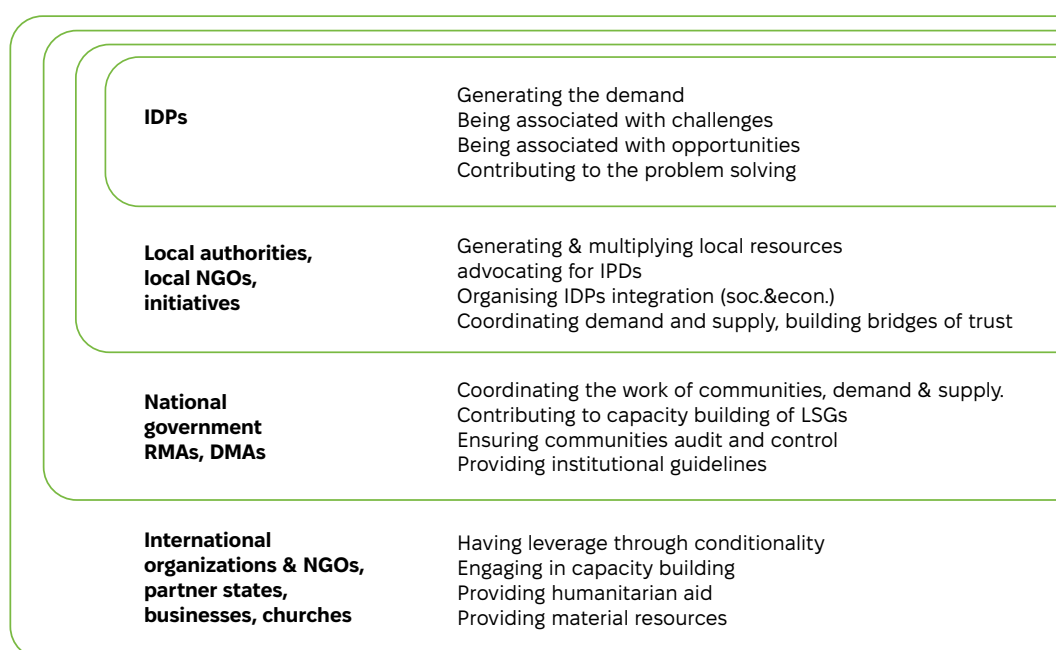 IDPs
Generating the demand
Being associated with challenges
Being associated with opportunities
Contributing to the problem solving
Local authorities,
local NGOs,
initiatives
Generating & multiplying local resources
advocating for IPDs
Organising IDPs integration (soc.&econ.)
Coordinating demand and supply, building bridges of trust
National
government
RMAs, DMAs
Coordinating the work of communities, demand & supply.
Contributing to capacity building of LSGs
Ensuring communities audit and control
Providing institutional guidelines
International
organizations & NGOs,
partner states,
businesses, churches
Having leverage through conditionality
Engaging in capacity building
Providing humanitarian aid
Providing material resources